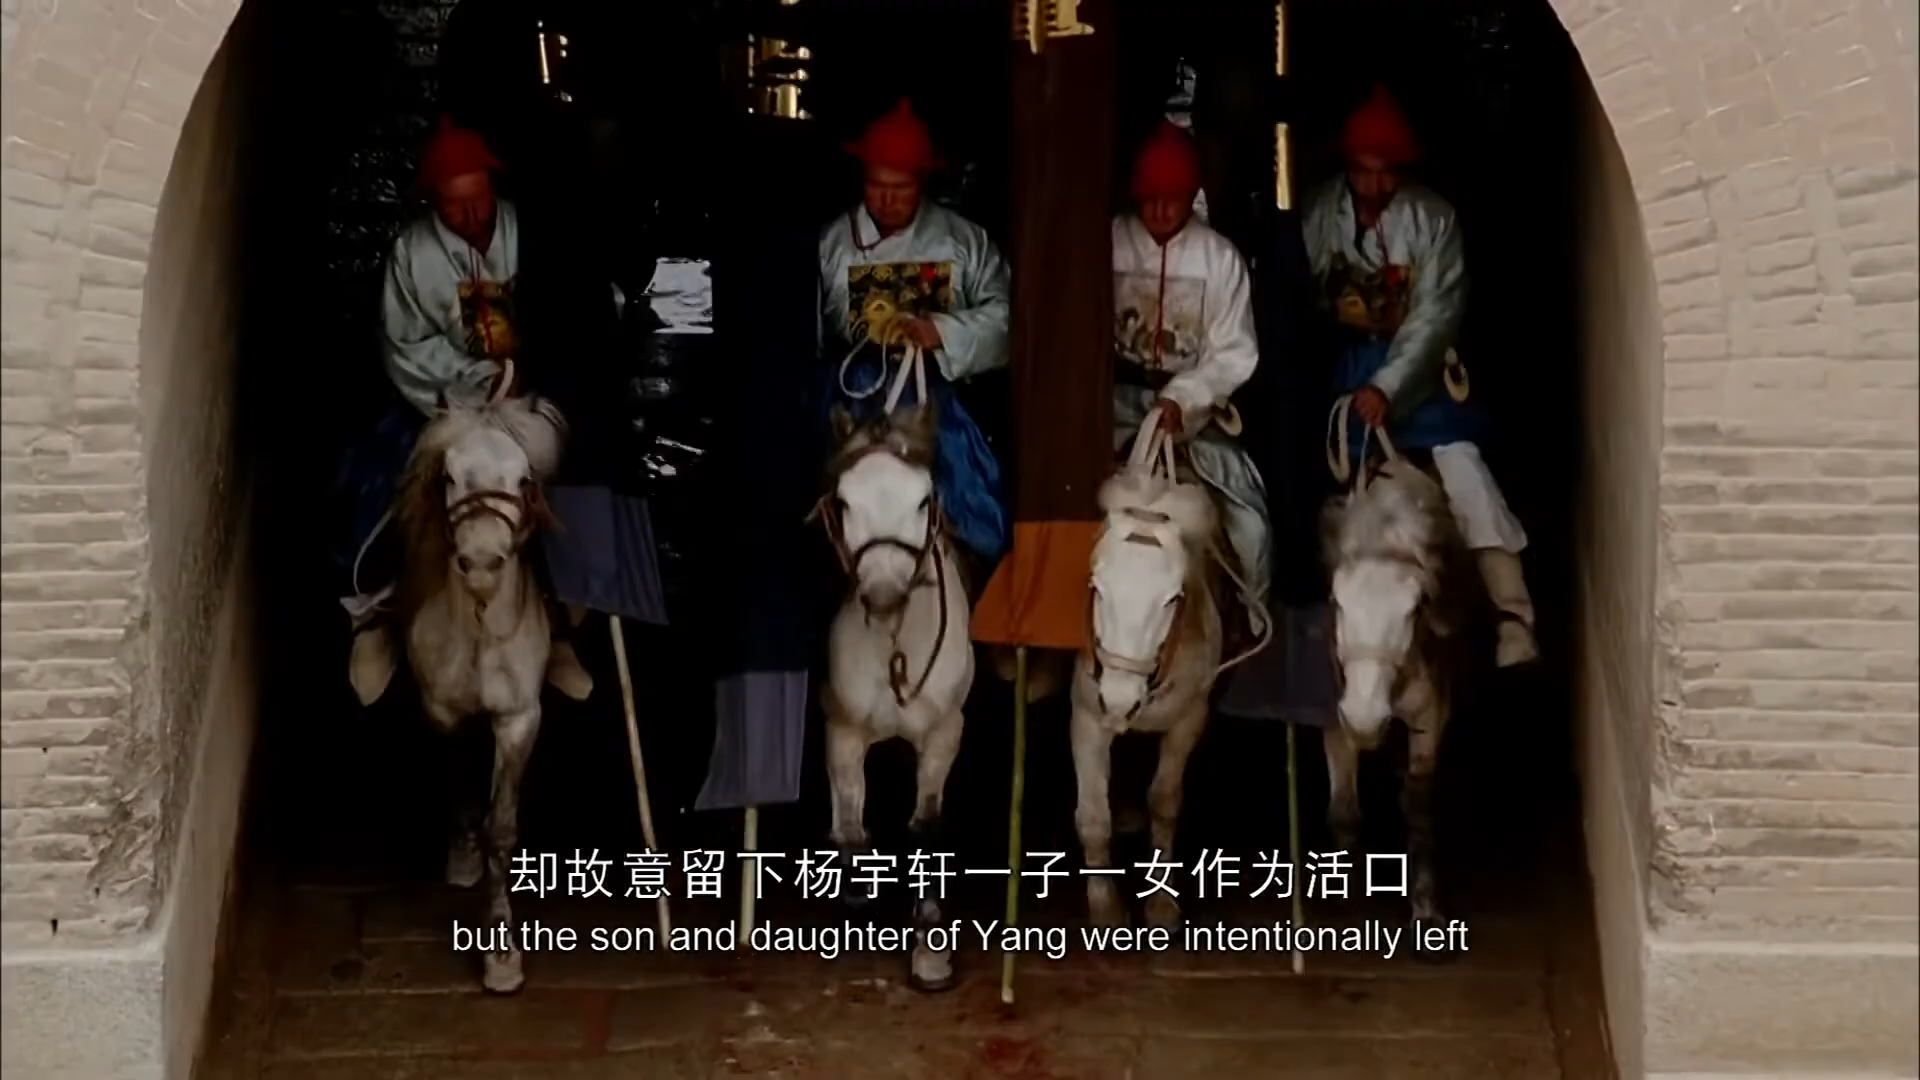 却故意留下杨宇轩一子一女作为活口
but the son and daughter of Yang were intentionally left